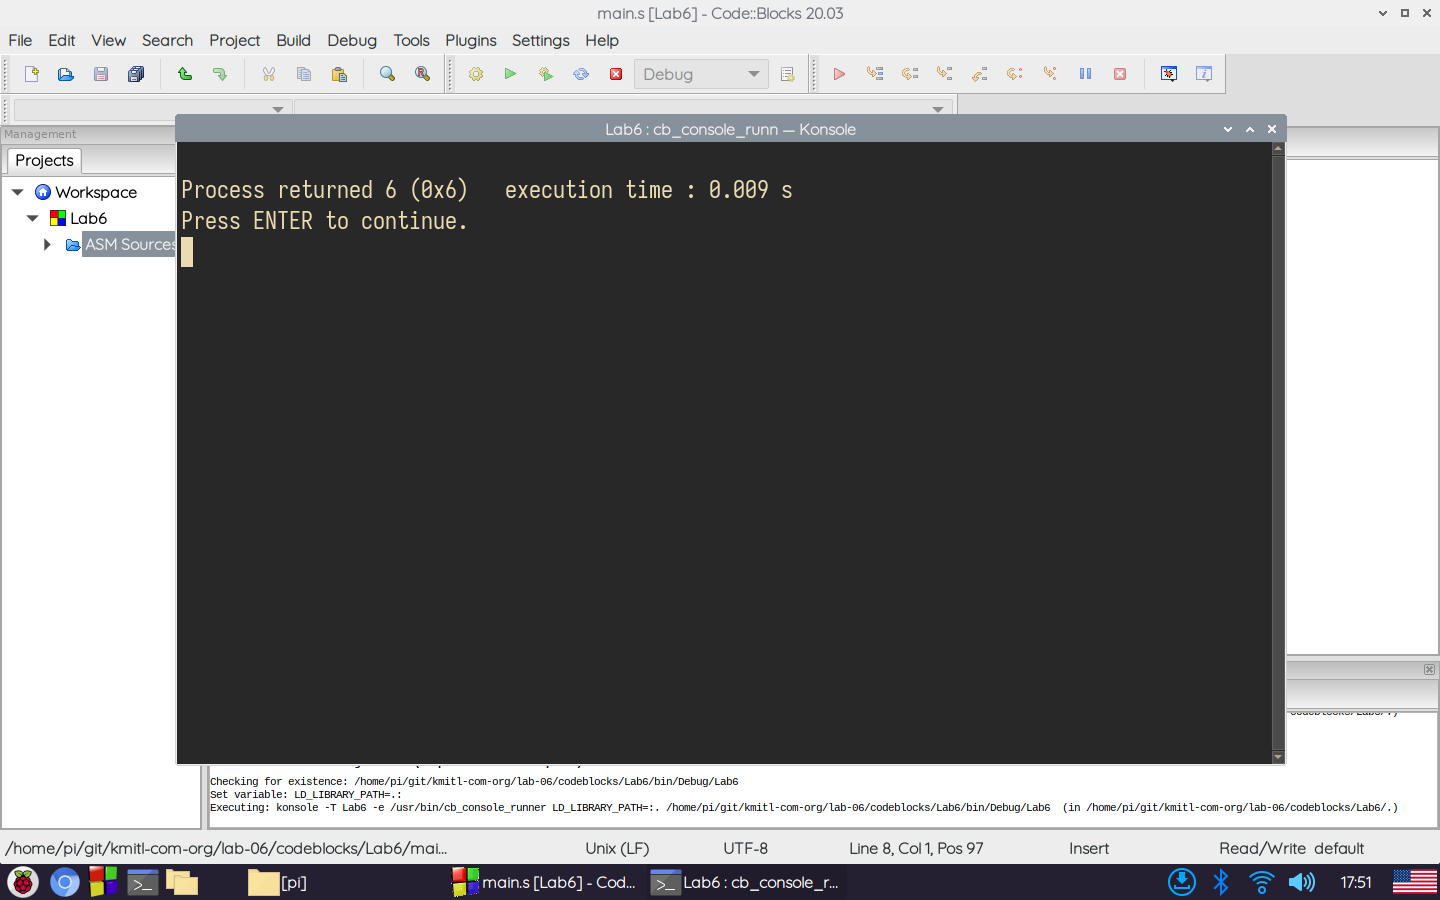 main.s [Lab6] - Code::Blocks 20.03
File Edit View Search Project Build Debug Tools Plugins Settings Help
Debug
Management
Lab6 : cb_console_runn — Konsole
Projects
Workspace
Lab6
ASM Sources
Process returned 6 (0x6)   execution time : 0.009 s
Press ENTER to continue.
Checking for existence: /home/pi/git/kmitl-com-org/lab-06/codeblocks/Lab6/bin/Debug/Lab6
Set variable: LD_LIBRARY_PATH=.:
Executing: konsole -T Lab6 -e /usr/bin/cb_console_runner LD_LIBRARY_PATH=:. /home/pi/git/kmitl-com-org/lab-06/codeblocks/Lab6/bin/Debug/Lab6  (in /home/pi/git/kmitl-com-org/lab-06/codeblocks/Lab6/.)
/home/pi/git/kmitl-com-org/lab-06/codeblocks/Lab6/mai... Unix (LF) UTF-8 Line 8, Col 1, Pos 97 Insert Read/Write default
[pi] main.s [Lab6] - Cod... Lab6 : cb_console_r... 17:51